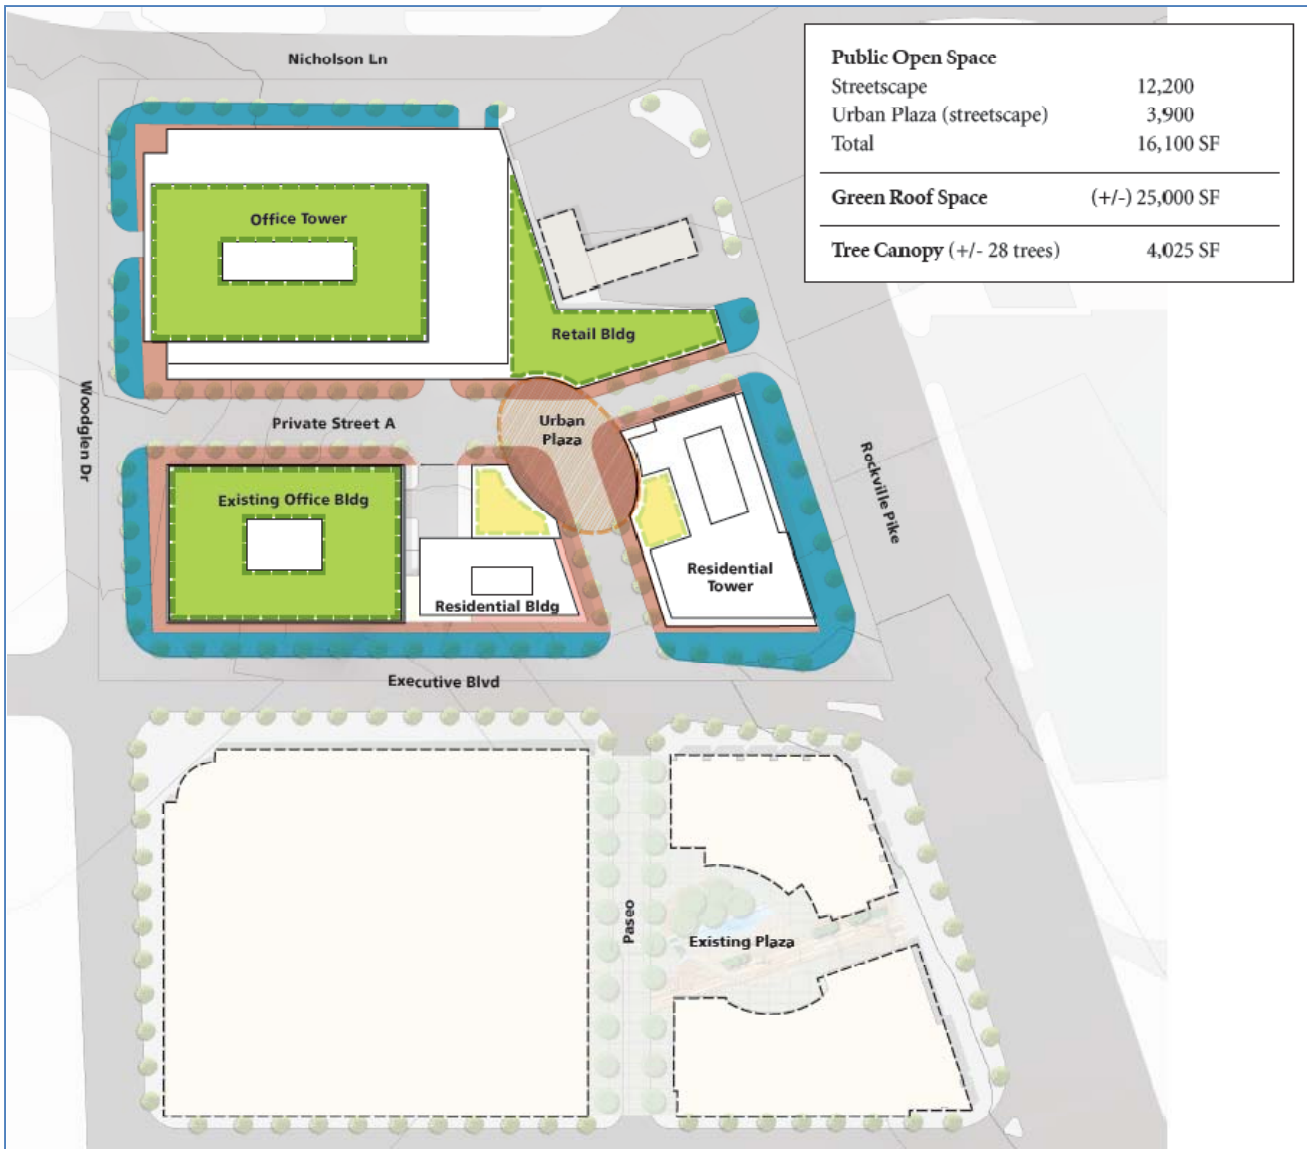 Nicholson Ln
Public Open Space
Streetscape 12,200
Urban Plaza (streetscape) 3,900
Total 16,100 SF
Green Roof Space (+/-) 25,000 SF
Tree Canopy (+/- 28 trees) 4,025 SF
Office Tower
Retail Bldg
Woodglen Dr
Private Street A
Urban
Plaza
Rockville Pike
Existing Office Bldg
Residential
Tower
Residential Bldg
Executive Blvd
Paseo
Existing Plaza